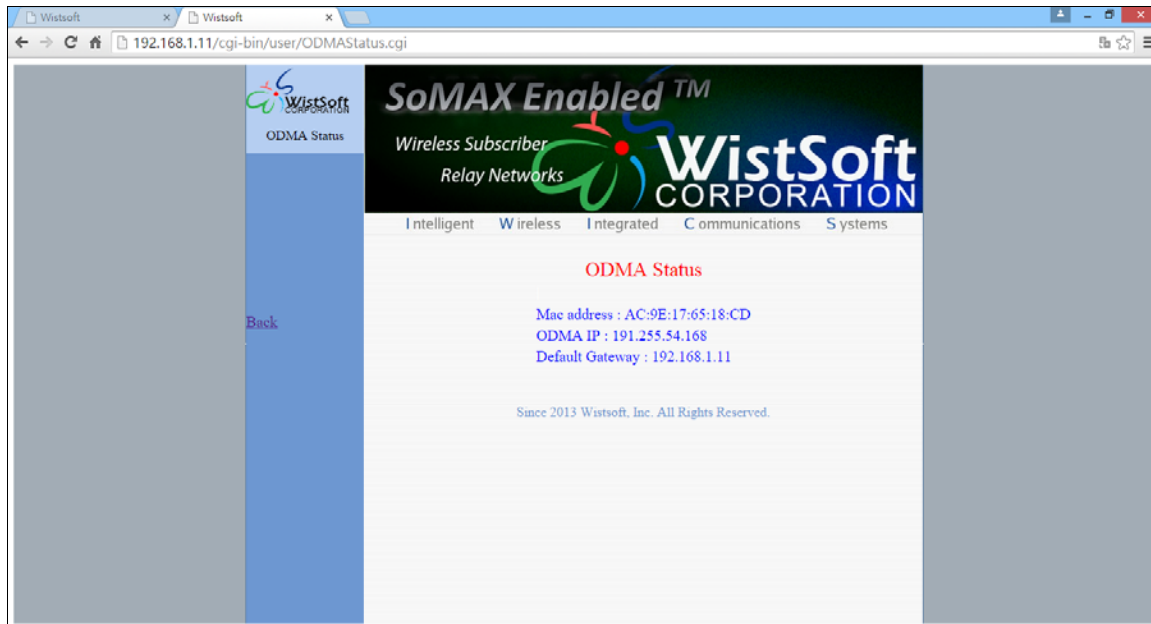 Wistsoft
Wistsoft
192.168.1.11/cgi-bin/user/ODMAStatus.cgi
WistSoft
CORPORATION
ODMA Status
SoMAX Enabled TM
Wireless Subscriber
Relay Networks
WistSoft
CORPORATION
Intelligent Wireless Integrated Communications Systems
ODMA Status
Mac address : AC:9E:17:65:18:CD
ODMA IP : 191.255.54.168
Default Gateway : 192.168.1.11
Back
Since 2013 Wistsoft, Inc. All Rights Reserved.